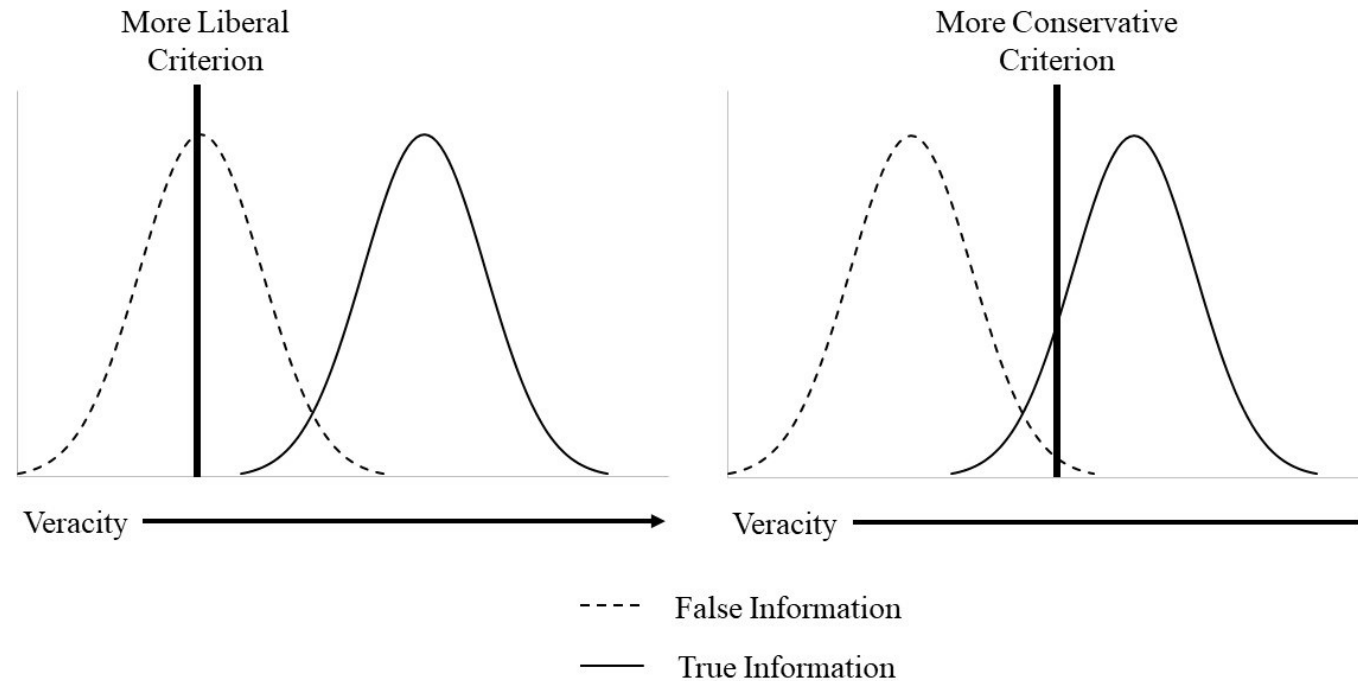 More Liberal
Criterion
More Conservative
Criterion
Veracity
Veracity
False Information
True Information